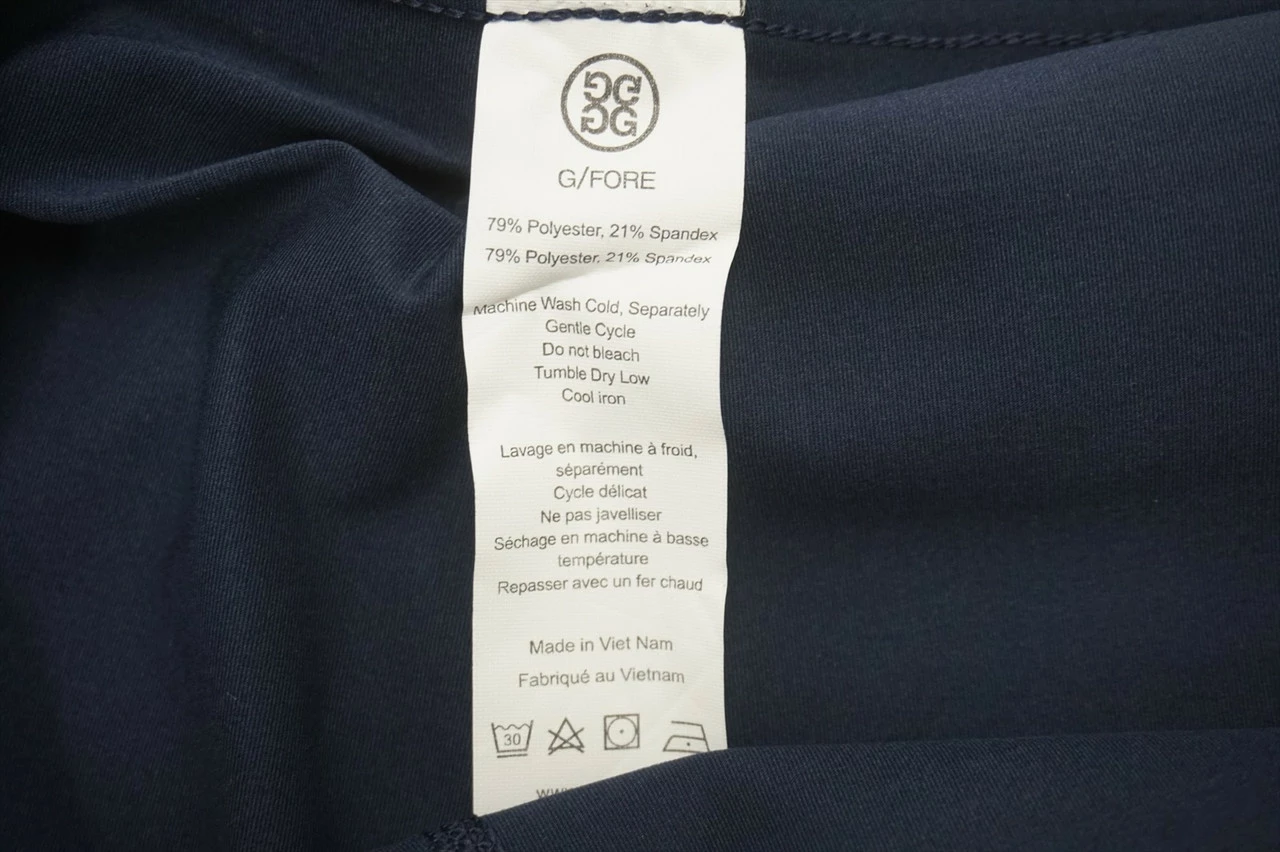 G/FORE
79% Polyester, 21% Spandex
79% Polyester, 21% Spandex
Machine Wash Cold, Separately
Gentle Cycle
Do not bleach
Tumble Dry Low
Cool iron
Lavage en machine à froid,
séparément
Cycle délicat
Ne pas javelliser
Séchage en machine à basse
température
Repasser avec un fer chaud
Made in Viet Nam
Fabriqué au Vietnam
30